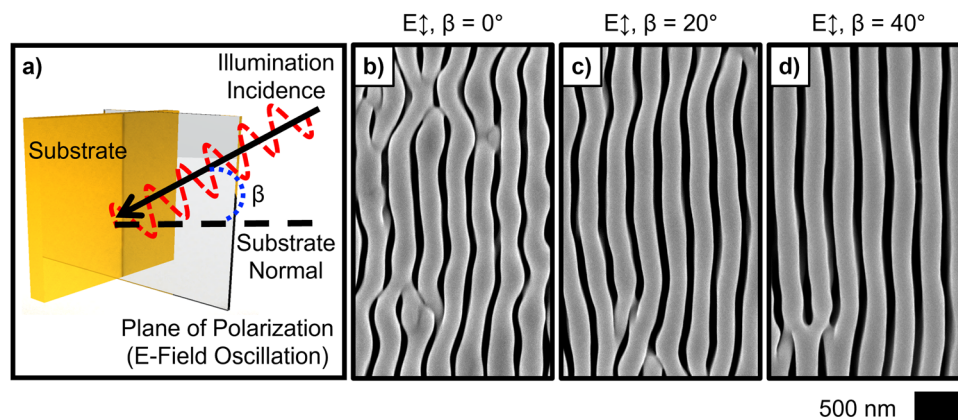 E↕, β = 0°
E↕, β = 20°
E↕, β = 40°
a)
Illumination
Incidence
Substrate
β
Substrate
Normal
Plane of Polarization
(E-Field Oscillation)
b)
c)
d)
500 nm